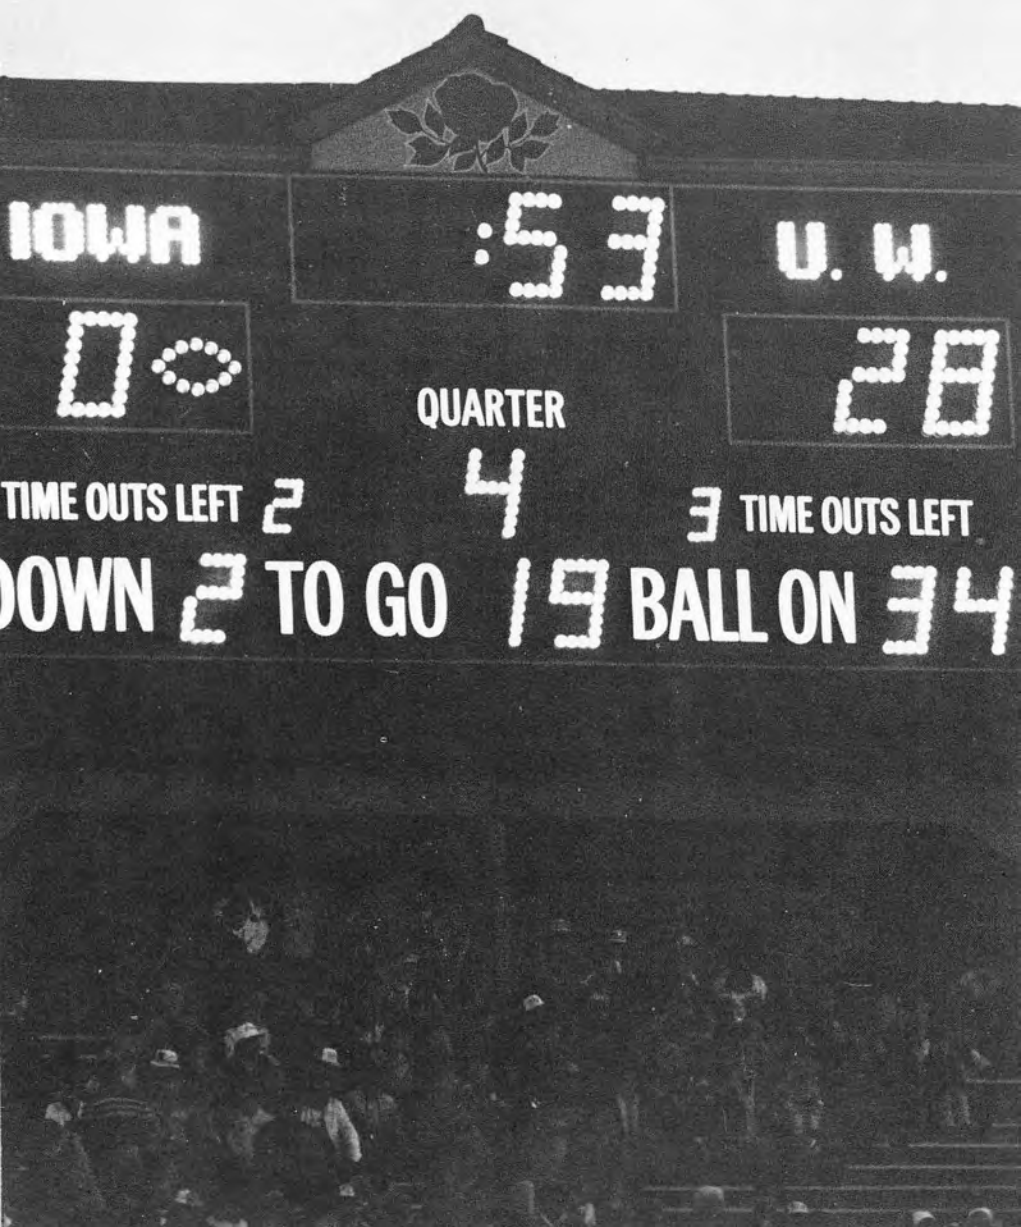 IOWA :53 U. W.
0 28
QUARTER
4
TIME OUTS LEFT 2 3 TIME OUTS LEFT
DOWN 2 TO GO 19 BALL ON 34